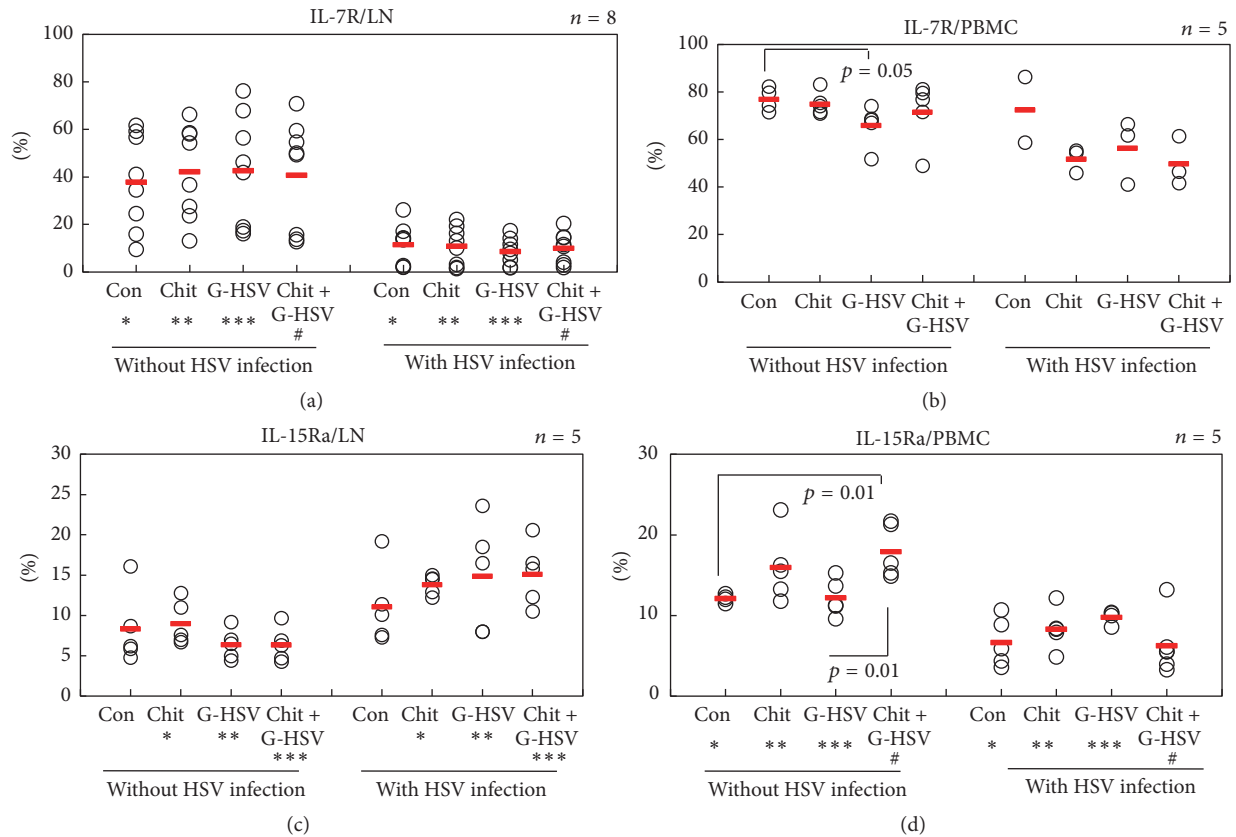 IL-7R/LN
n = 8
100
80
60
40
20
0
(%)
Con
Chit
G-HSV
Chit +
G-HSV
*
**
***
#
Con
Chit
G-HSV
Chit +
G-HSV
*
**
***
#
Without HSV infection
With HSV infection
(a)
IL-7R/PBMC
n = 5
100
80
60
40
20
0
(%)
p = 0.05
Con
Chit
G-HSV
Chit +
G-HSV
Con
Chit
G-HSV
Chit +
G-HSV
Without HSV infection
With HSV infection
(b)
IL-15Ra/LN
n = 5
30
25
20
15
10
5
0
(%)
Con
Chit
G-HSV
Chit +
G-HSV
*
**
***
Con
Chit
G-HSV
Chit +
G-HSV
*
**
***
Without HSV infection
With HSV infection
(c)
IL-15Ra/PBMC
n = 5
30
20
10
0
(%)
p = 0.01
p = 0.01
Con
Chit
G-HSV
Chit +
G-HSV
*
**
***
#
Con
Chit
G-HSV
Chit +
G-HSV
*
**
***
#
Without HSV infection
With HSV infection
(d)